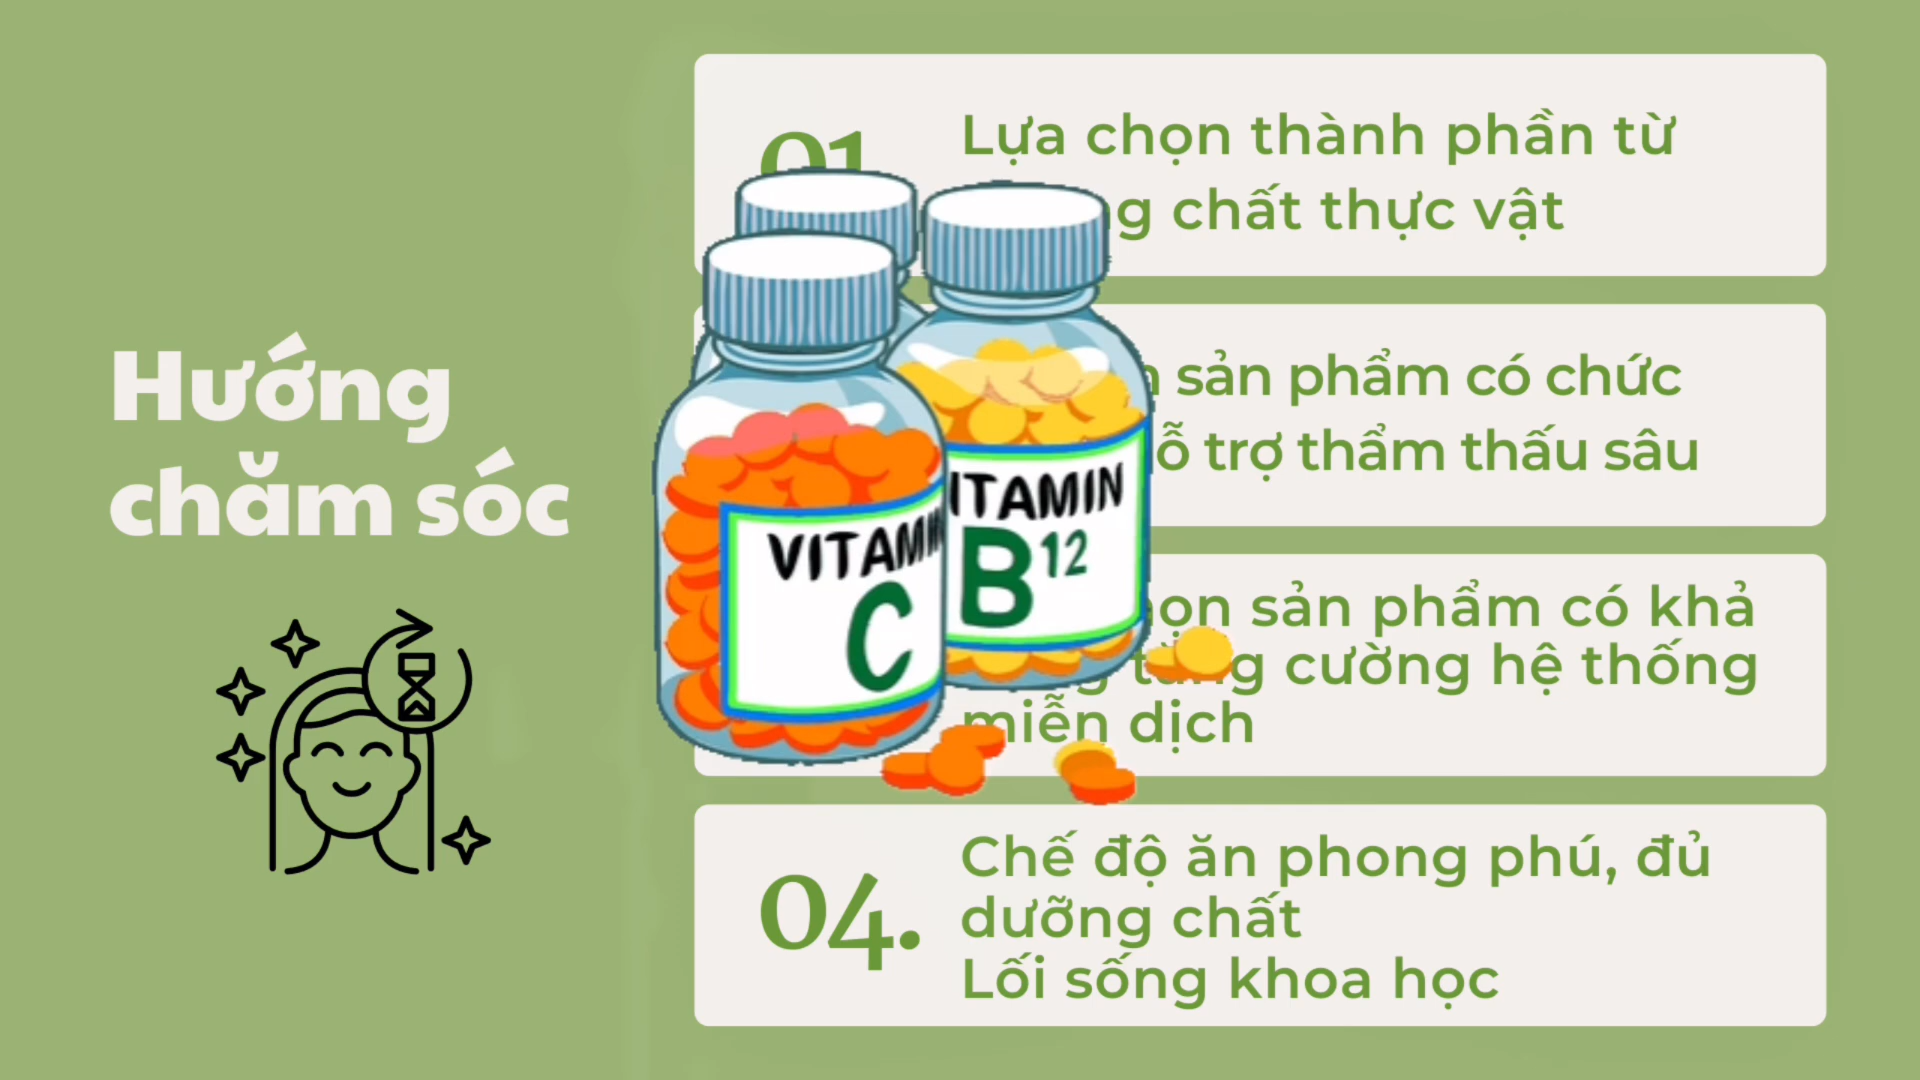 Hướng
chăm sóc
01
Lựa chọn thành phần từ
chất thực vật
sản phẩm có chức
trợ thẩm thấu sâu
sản phẩm có khả
cường hệ thống
miễn dịch
04.
Chế độ ăn phong phú, đủ
dưỡng chất
Lối sống khoa học
VITAMIN
C
B12